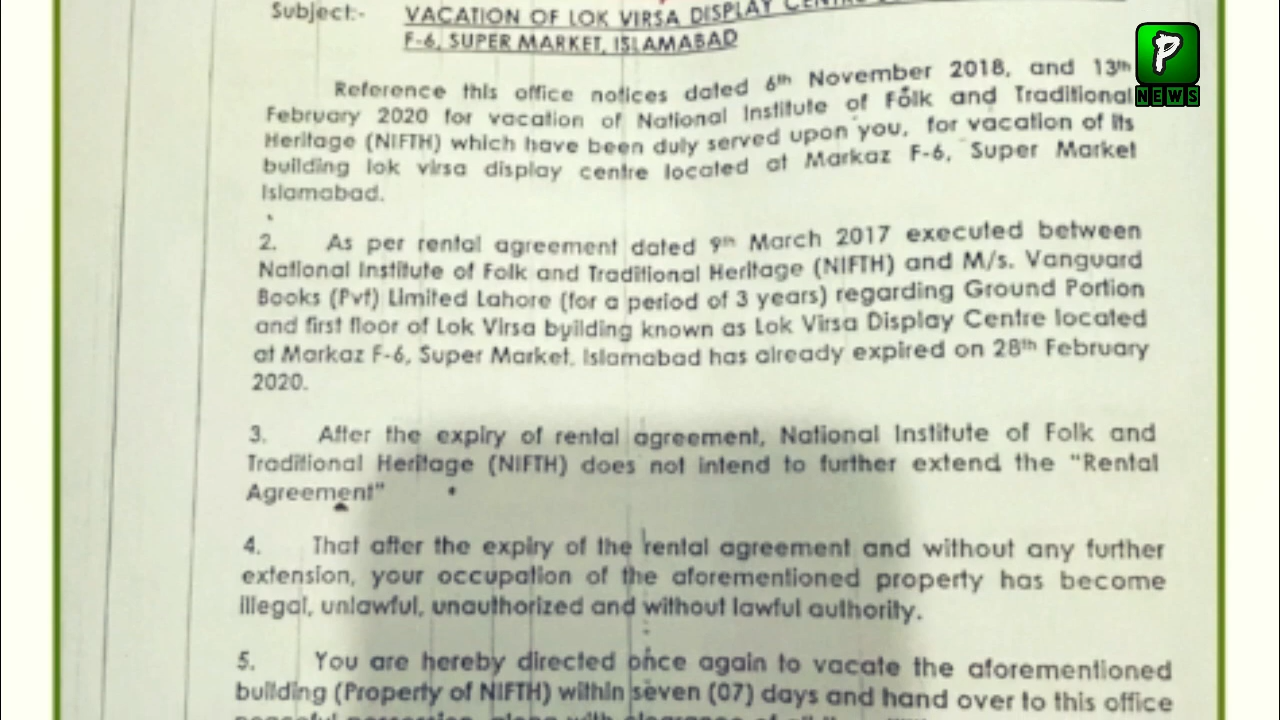 Subject:- VACATION OF LOK VIRSA DISPLAY CENTRE
F-6, SUPER MARKET, ISLAMABAD
P
NEWS
Reference this office notices dated 6th November 2018, and 13th
February 2020 for vacation of National Institute of Folk and Traditional
Heritage (NIFTH) which have been duly served upon you, for vacation of its
building lok virsa display centre located at Markaz F-6, Super Market
Islamabad.
2. As per rental agreement dated 9th March 2017 executed between
National Institute of Folk and Traditional Heritage (NIFTH) and M/s. Vanguard
Books (Pvt) Limited Lahore (for a period of 3 years) regarding Ground Portion
and first floor of Lok Virsa building known as Lok Virsa Display Centre located
at Markaz F-6, Super Market, Islamabad has already expired on 28th February
2020.
3. After the expiry of rental agreement, National Institute of Folk and
Traditional Heritage (NIFTH) does not intend to further extend the "Rental
Agreement"
4. That after the expiry of the rental agreement and without any further
extension, your occupation of the aforementioned property has become
illegal, unlawful, unauthorized and without lawful authority.
5. You are hereby directed once again to vacate the aforementioned
building (Property of NIFTH) within seven (07) days and hand over to this office